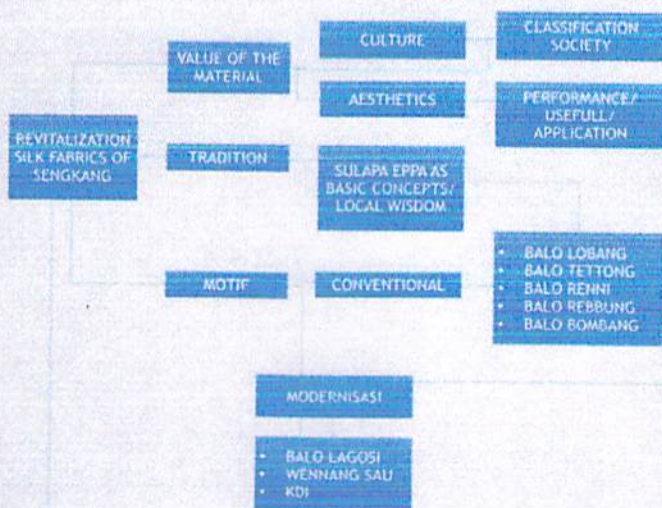 CULTURE
CLASSIFICATION
SOCIETY
VALUE OF THE
MATERIAL
AESTHETICS
PERFORMANCE/
USEFULL/
APPLICATION
REVITALIZATION
SILK FABRICS OF
SENGKANG
TRADITION
SULAPA EPPA AS
BASIC CONCEPTS/
LOCAL WISDOM
MOTIF
CONVENTIONAL
• BALO LOBANG
• BALO TETTONG
• BALO RENNI
• BALO REBBUNG
• BALO BOMBANG
MODERNISASI
• BALO LAGOSI
• WENNANG SAU
• KDI